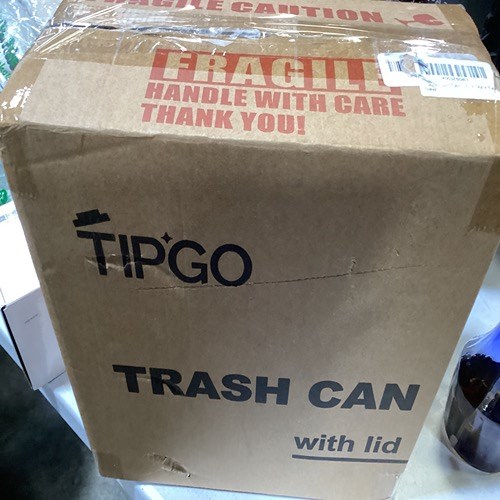 FRAGILE CAUTION
FRAGILE
HANDLE WITH CARE
THANK YOU!
TIPGO
TRASH CAN
with lid